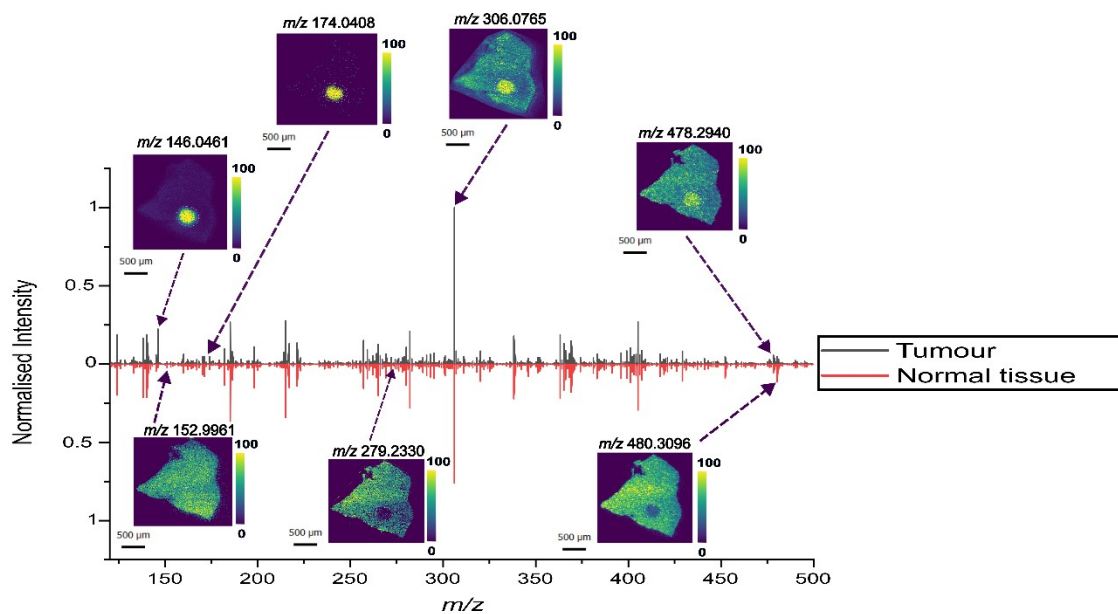 m/z 174.0408
100
0
500 µm
m/z 306.0765
100
0
500 µm
m/z 146.0461
100
0
500 µm
m/z 478.2940
100
0
500 µm
1
0.5
0
0.5
1
Normalised Intensity
Tumour
Normal tissue
m/z 152.9961
100
0
500 µm
m/z 279.2330
100
0
500 µm
m/z 480.3096
100
0
500 µm
150 200 250 300 350 400 450 500
m/z